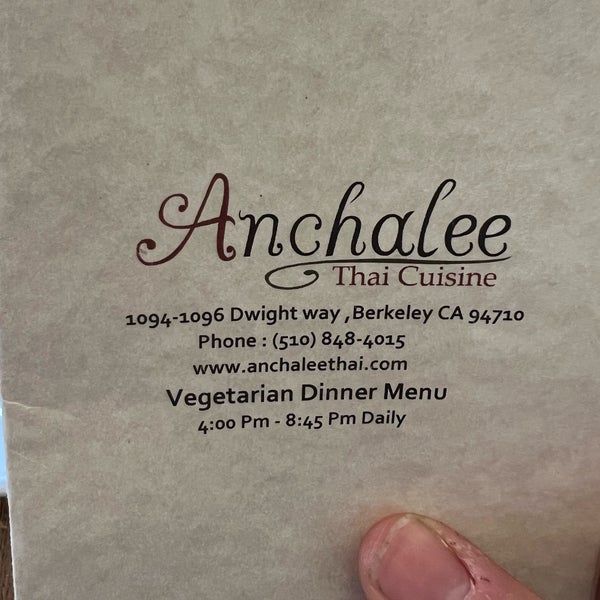 Anchalee
Thai Cuisine
1094-1096 Dwight way ,Berkeley CA 94710
Phone : (510) 848-4015
www.anchaleethai.com
Vegetarian Dinner Menu
4:00 Pm - 8:45 Pm Daily